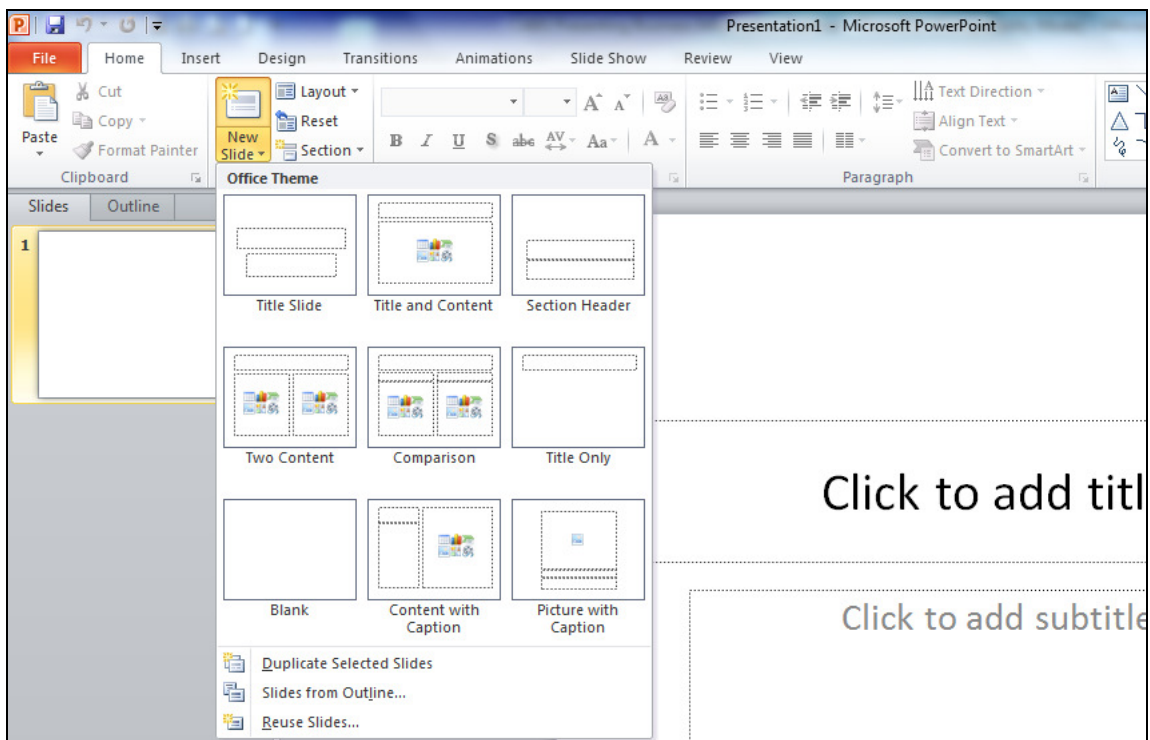 Presentation1 - Microsoft PowerPoint
File Home Insert Design Transitions Animations Slide Show Review View
Cut
Copy
Format Painter
Paste
Clipboard
New
Slide
Layout
Reset
Section
B I U S abc AV Aa A
Text Direction
Align Text
Convert to SmartArt
Paragraph
Slides Outline
1
Office Theme
Title Slide Title and Content Section Header
Two Content Comparison Title Only
Blank Content with Caption Picture with Caption
Duplicate Selected Slides
Slides from Outline...
Reuse Slides...
Click to add titl
Click to add subtitle